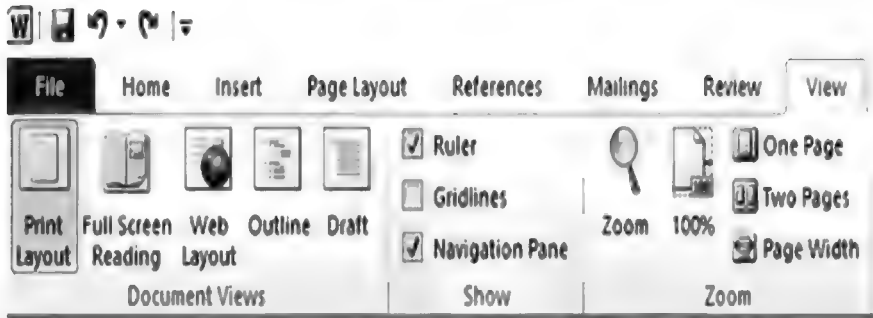 W
File Home Insert Page Layout References Mailings Review View
Print Layout Full Screen Reading Web Layout Outline Draft
Ruler
Gridlines
Navigation Pane
Zoom 100%
One Page
Two Pages
Page Width
Document Views Show Zoom